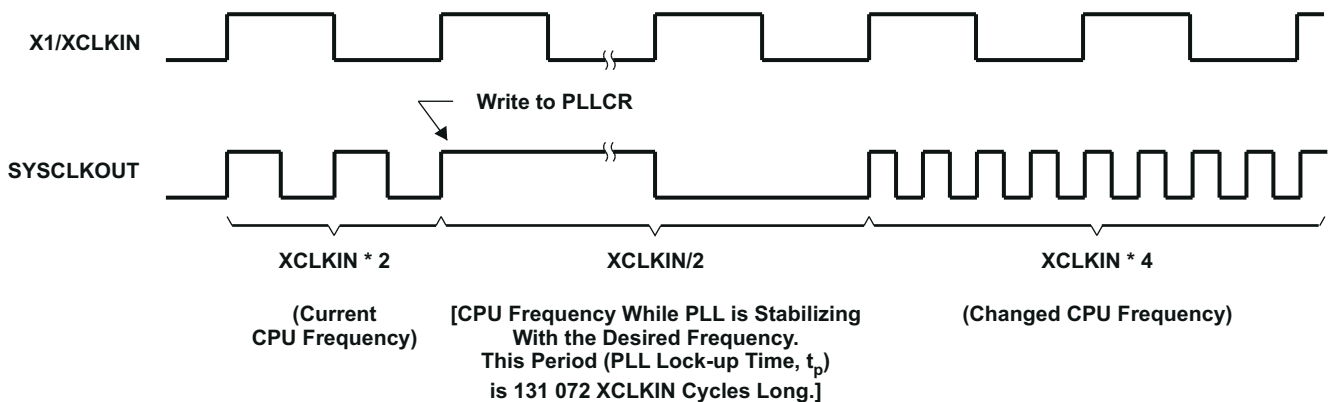 X1/XCLKIN
Write to PLLCR
SYSCLKOUT
XCLKIN * 2
XCLKIN/2
XCLKIN * 4
(Current
CPU Frequency)
[CPU Frequency While PLL is Stabilizing
With the Desired Frequency.
This Period (PLL Lock-up Time, tp)
is 131 072 XCLKIN Cycles Long.]
(Changed CPU Frequency)